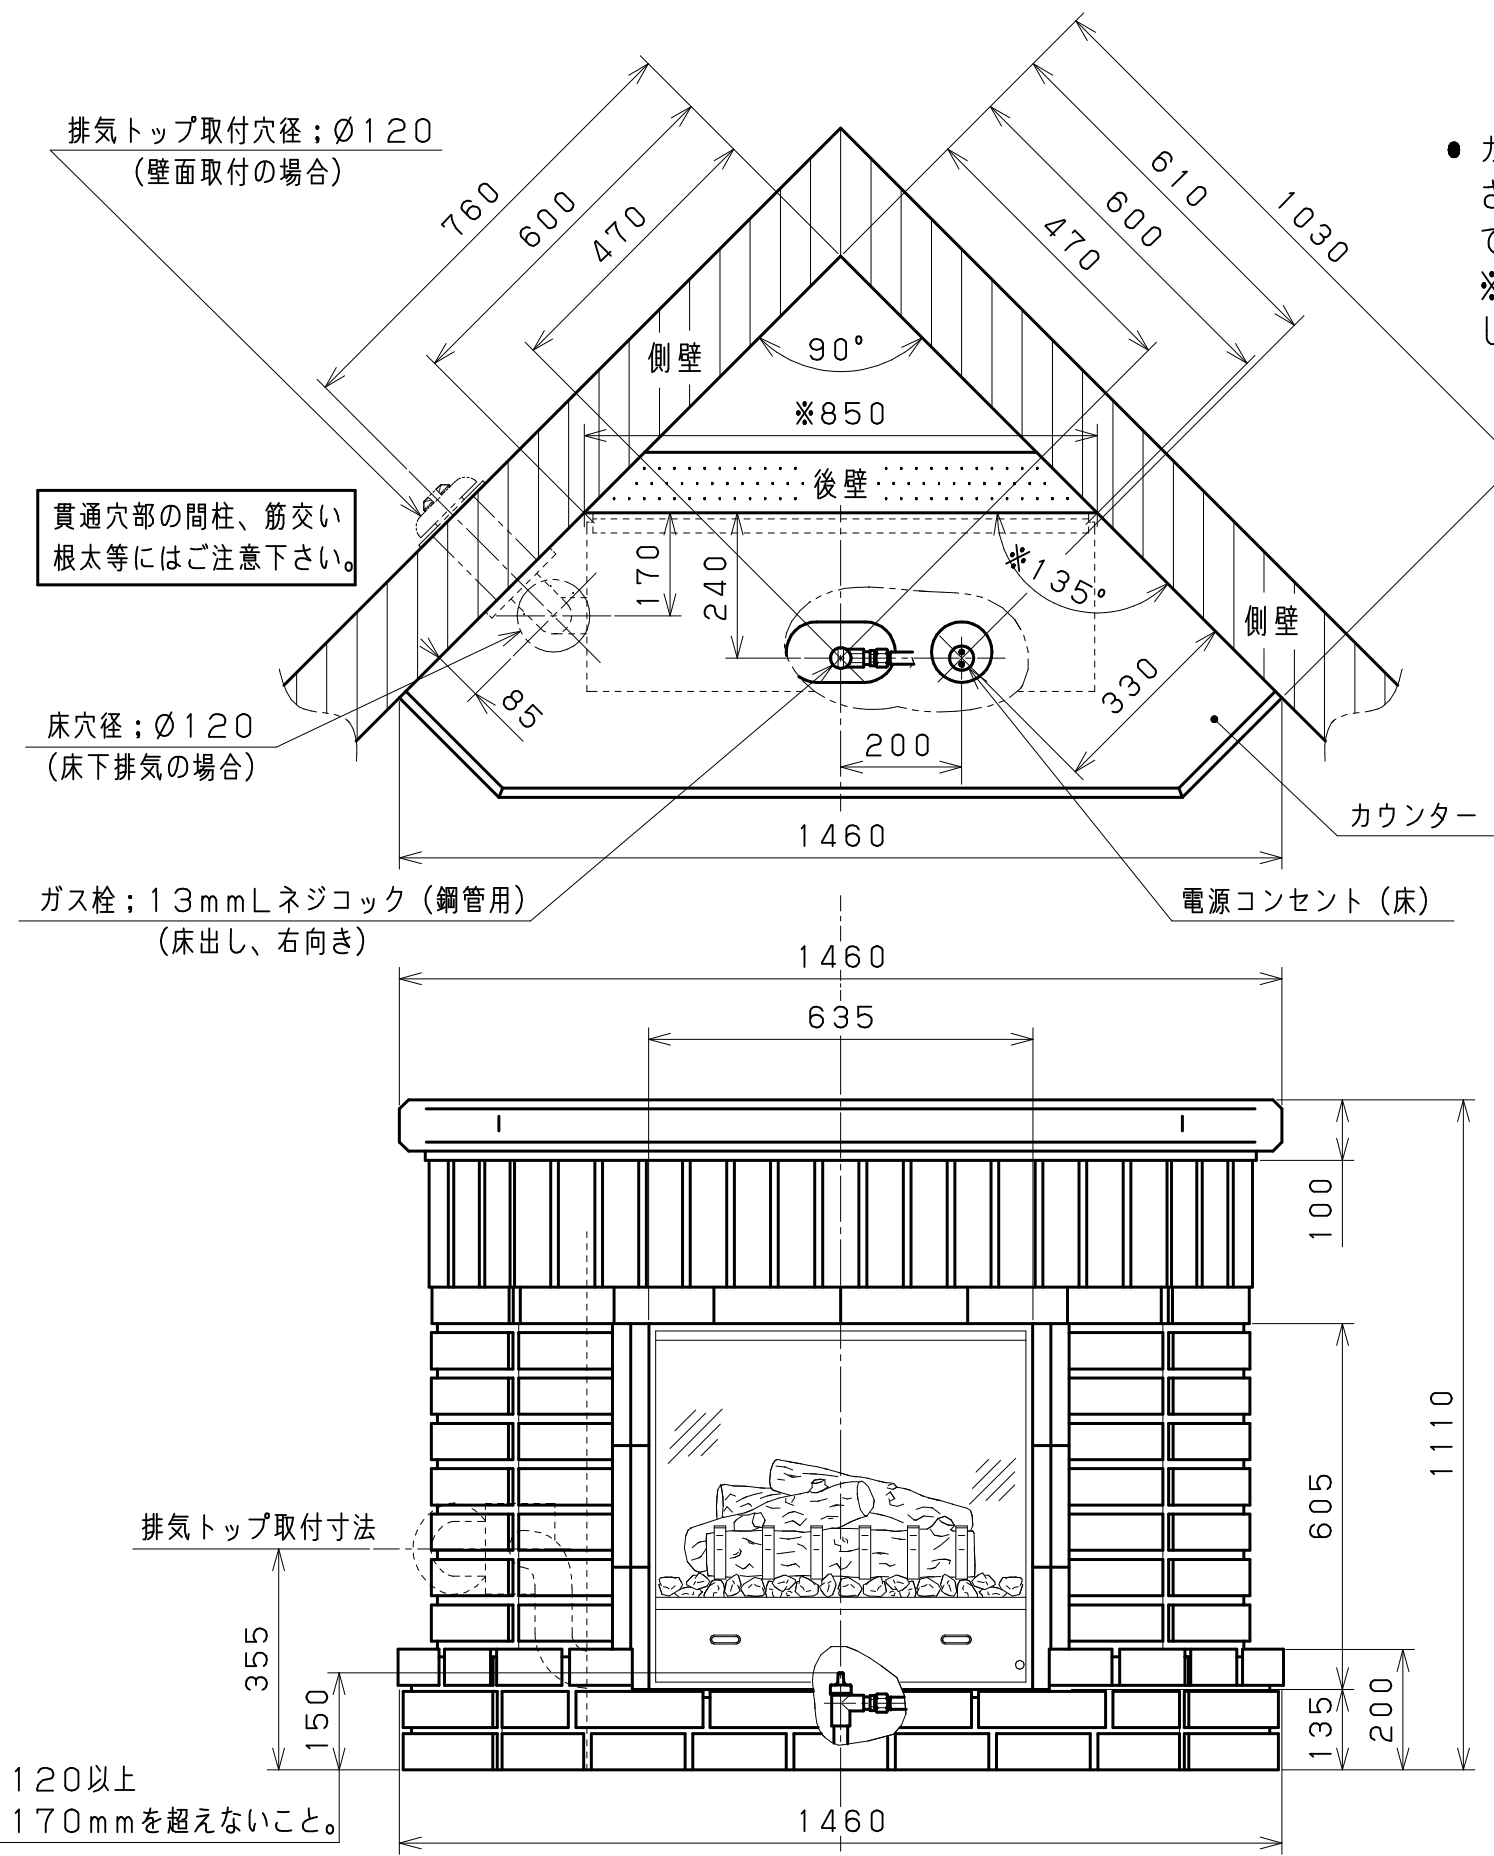 排気トップ取付穴径；Ø120
（壁面取付の場合）
760
600
470
610
1030
600
470
●
さ
て
※
し
側壁
90°
※850
後壁
貫通穴部の間柱、筋交い
根太等にはご注意下さい。
170
240
※135°
側壁
330
85
200
床穴径；Ø120
（床下排気の場合）
カウンター
1460
ガス栓；13mmLネジコック（鋼管用）
（床出し、右向き）
電源コンセント（床）
1460
635
100
1110
605
排気トップ取付寸法
355
150
135
200
120以上
170mmを超えないこと。
1460